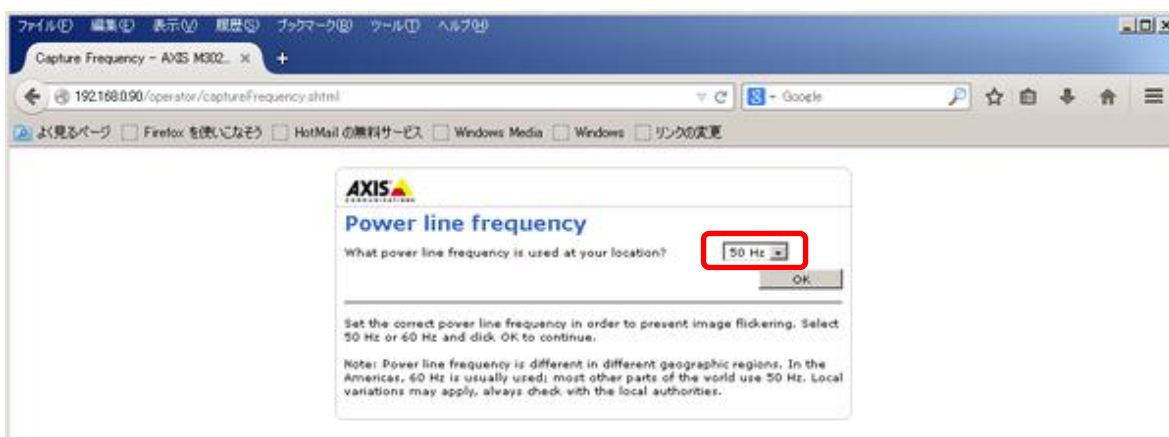 ファイル(F) 編集(E) 表示(V) 履歴(S) ブックマーク(B) ツール(T) ヘルプ(H)
Capture Frequency - AXIS M302... × +
192.168.0.90/operator/captureFrequency.shtml
Google
よく見るページ Firefox を使いこなそう HotMail の無料サービス Windows Media Windows リンクの変更
AXIS
COMMUNICATIONS
Power line frequency
What power line frequency is used at your location? 50 Hz
OK
Set the correct power line frequency in order to prevent image flickering. Select
50 Hz or 60 Hz and click OK to continue.
Note: Power line frequency is different in different geographic regions. In the
Americas, 60 Hz is usually used; most other parts of the world use 50 Hz. Local
variations may apply, always check with the local authorities.